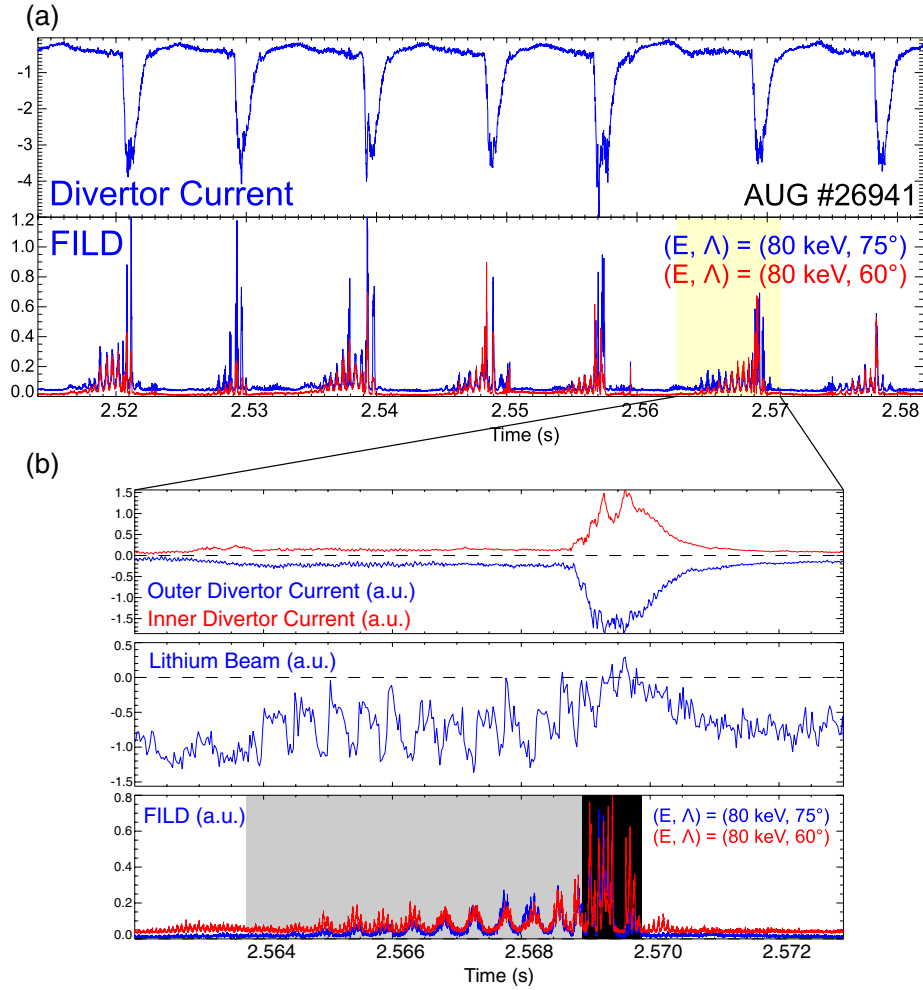 (a)
-1
-2
-3
-4
Divertor Current
AUG #26941
1.2
1.0
0.8
0.6
0.4
0.2
0.0
FILD
(E, Λ) = (80 keV, 75°)
(E, Λ) = (80 keV, 60°)
2.52 2.53 2.54 2.55 2.56 2.57 2.58
Time (s)
(b)
1.5
1.0
0.5
0.0
-0.5
-1.0
-1.5
Outer Divertor Current (a.u.)
Inner Divertor Current (a.u.)
Lithium Beam (a.u.)
0.5
0.0
-0.5
-1.0
-1.5
FILD (a.u.)
(E, Λ) = (80 keV, 75°)
(E, Λ) = (80 keV, 60°)
0.8
0.6
0.4
0.2
0.0
2.564 2.566 2.568 2.570 2.572
Time (s)